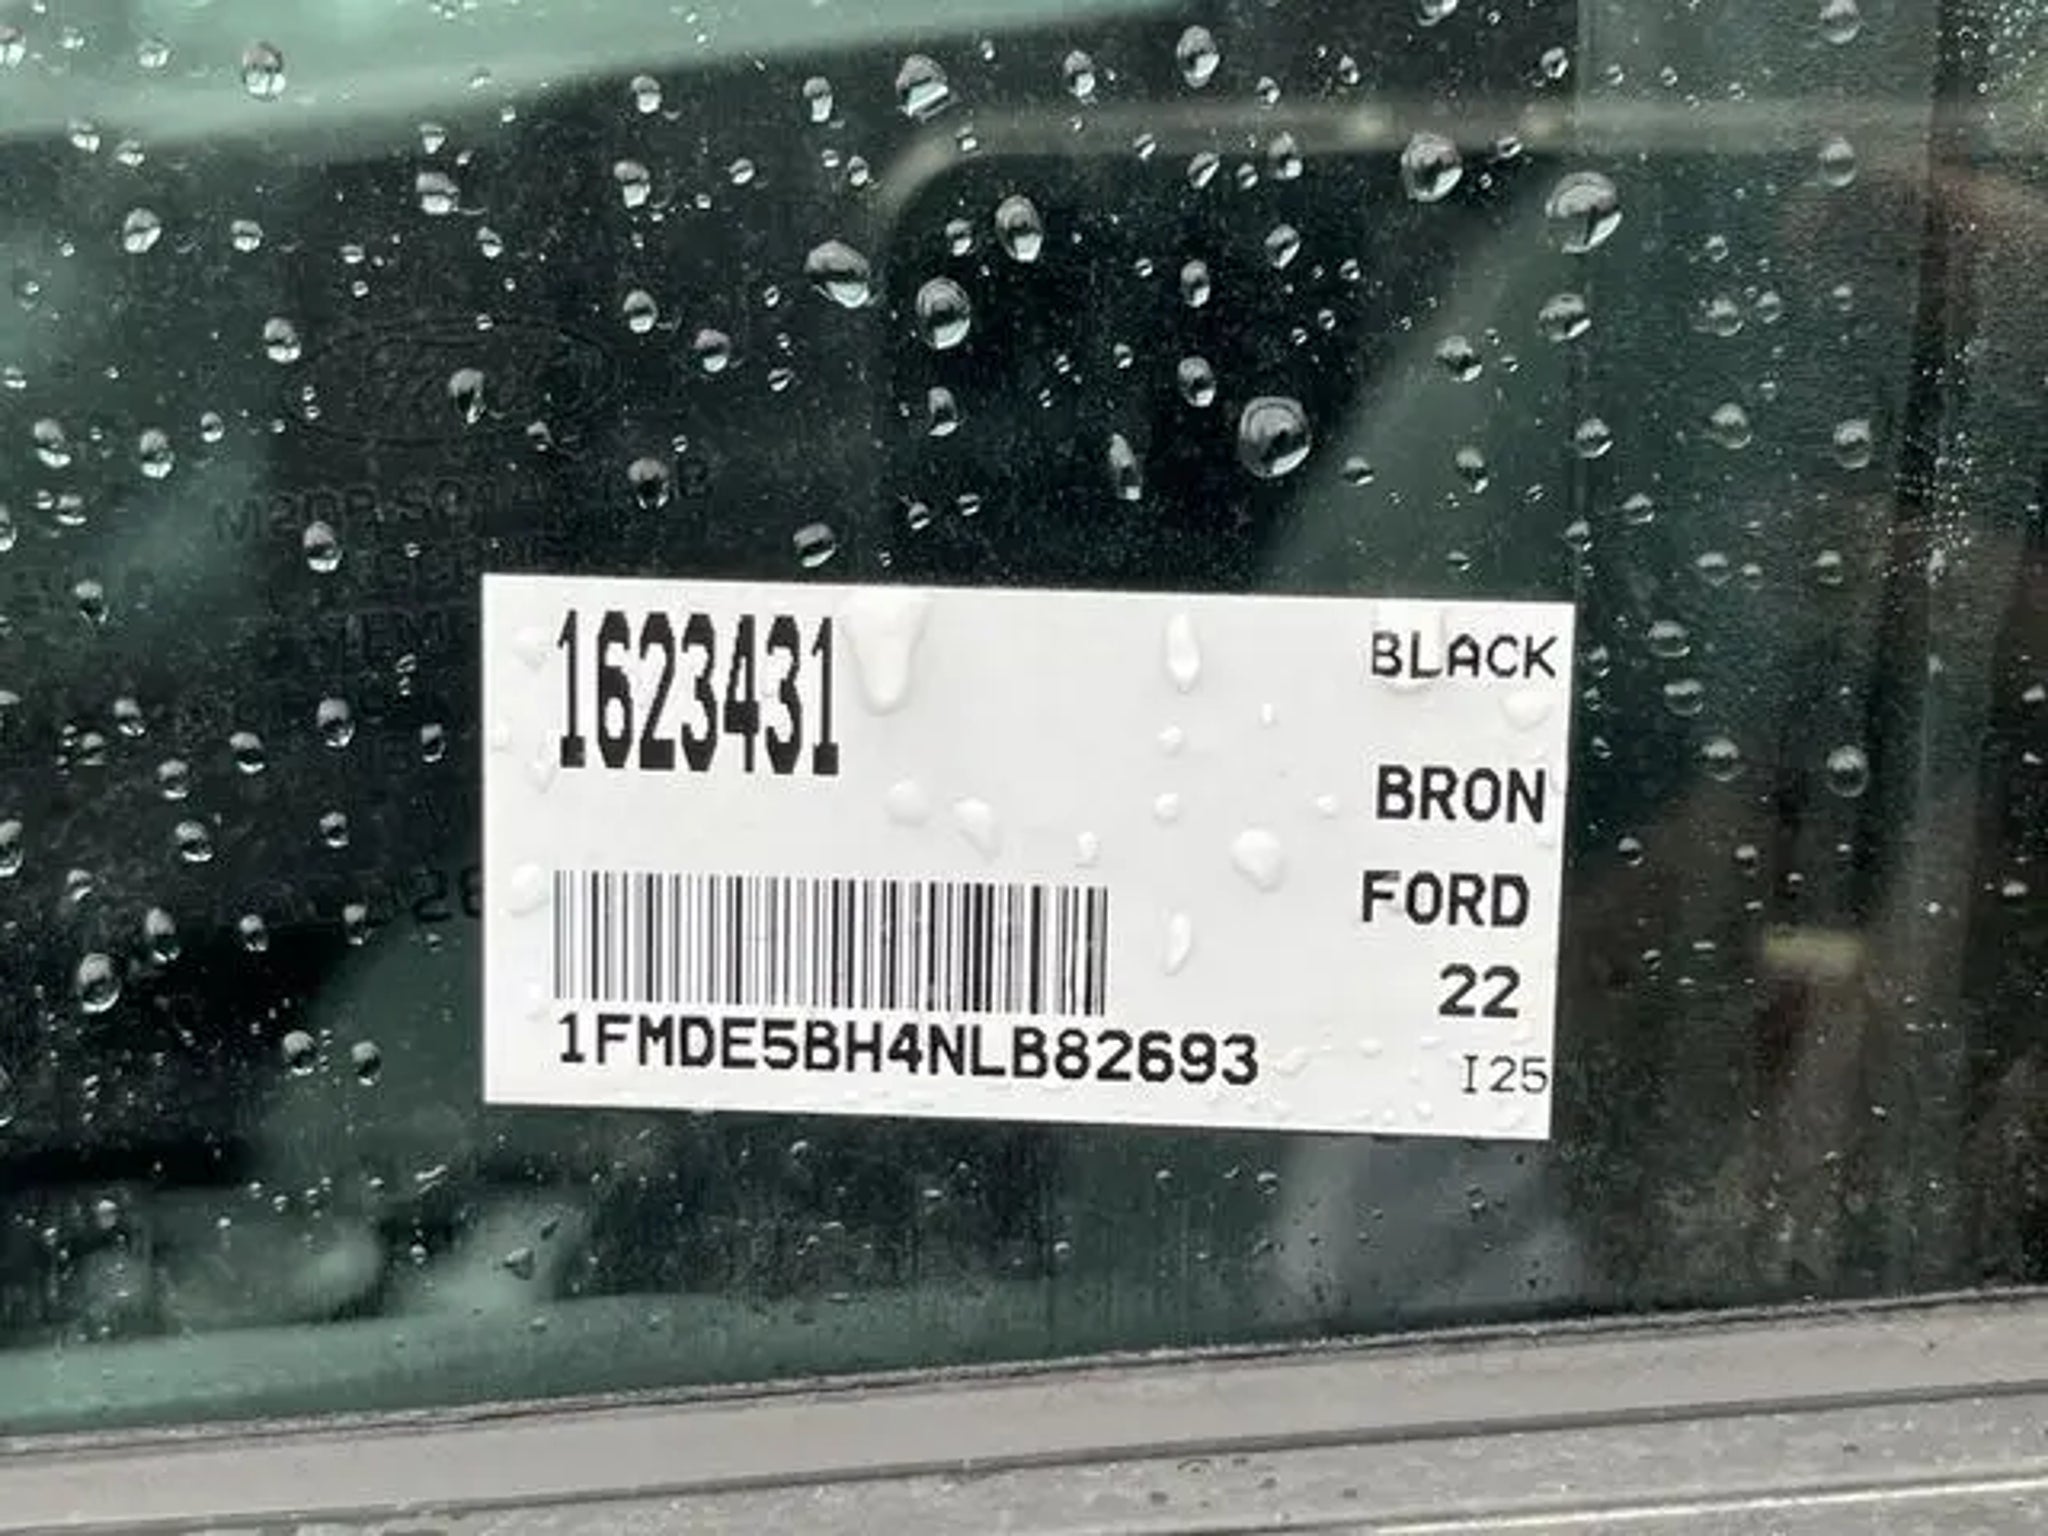 1623431
BLACK
BRON
FORD
22
1FMDE5BH4NLB82693
I25